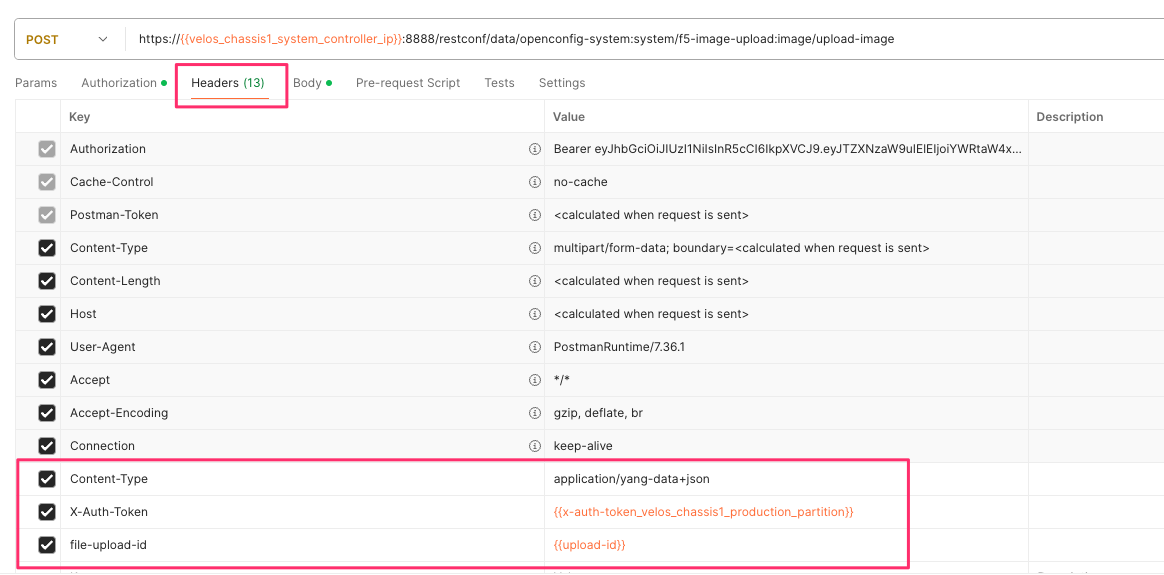 POST https://{{velos_chassis1_system_controller_ip}}:8888/restconf/data/openconfig-system:system/f5-image-upload:image/upload-image
Params Authorization Headers (13) Body Pre-request Script Tests Settings
Key Value Description
Authorization Bearer eyJhbGciOiJIUzI1NiIsInR5cCI6IkpXVCJ9.eyJTZXNzaW9uIElEIjoiYWRtaW4x...
Cache-Control no-cache
Postman-Token <calculated when request is sent>
Content-Type multipart/form-data; boundary=<calculated when request is sent>
Content-Length <calculated when request is sent>
Host <calculated when request is sent>
User-Agent PostmanRuntime/7.36.1
Accept */*
Accept-Encoding gzip, deflate, br
Connection keep-alive
Content-Type application/yang-data+json
X-Auth-Token {{x-auth-token_velos_chassis1_production_partition}}
file-upload-id {{upload-id}}